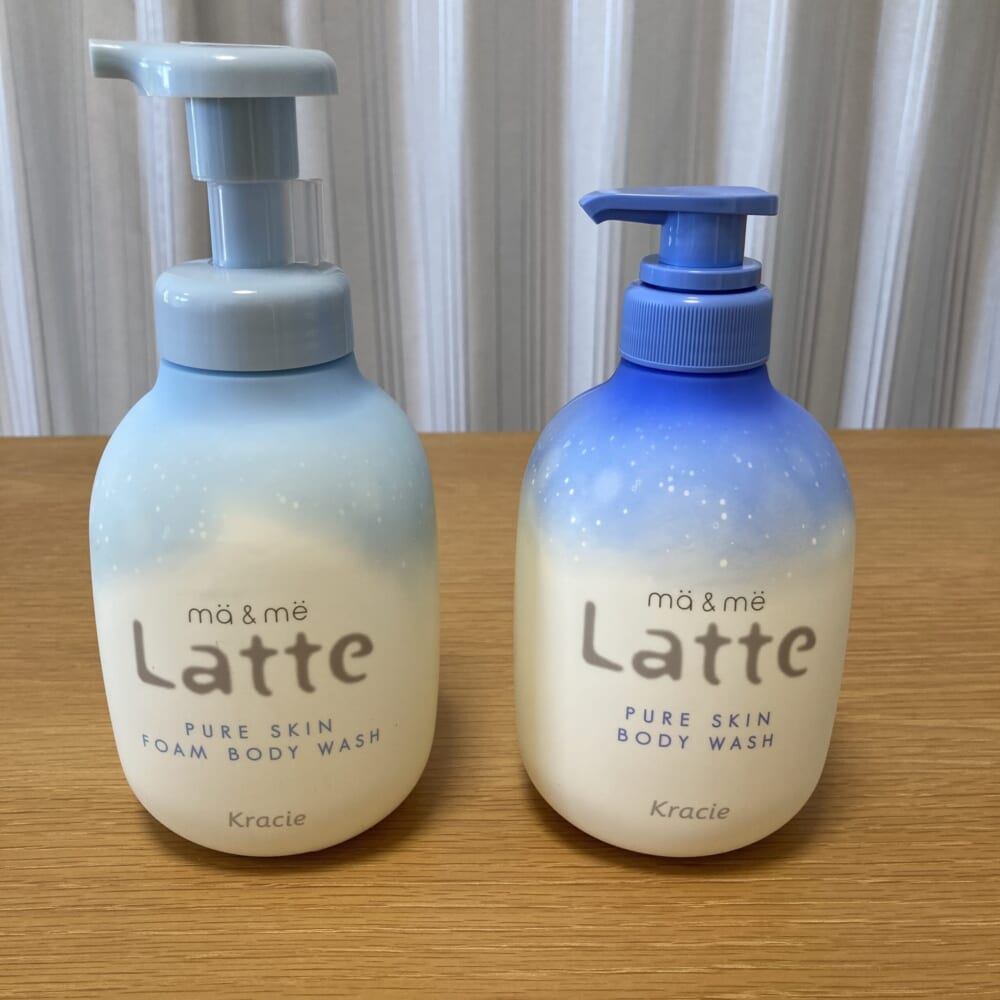 mä & më
Latte
PURE SKIN
FOAM BODY WASH
Kracie
mä & më
Latte
PURE SKIN
BODY WASH
Kracie